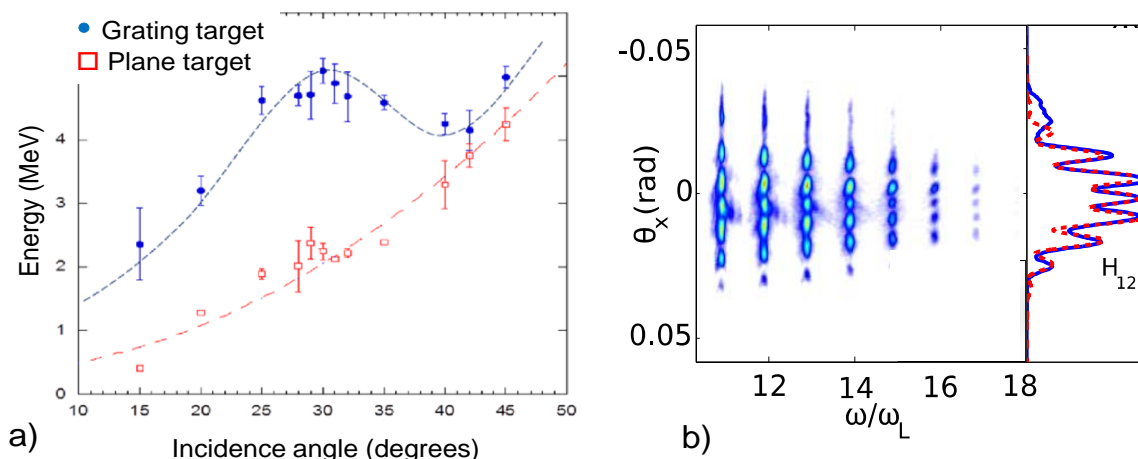 Grating target
Plane target
Energy (MeV)
4
3
2
1
0
10 15 20 25 30 35 40 45 50
Incidence angle (degrees)
a)
-0.05
0
0.05
θx(rad)
12 14 16 18
ω/ωL
H12
b)